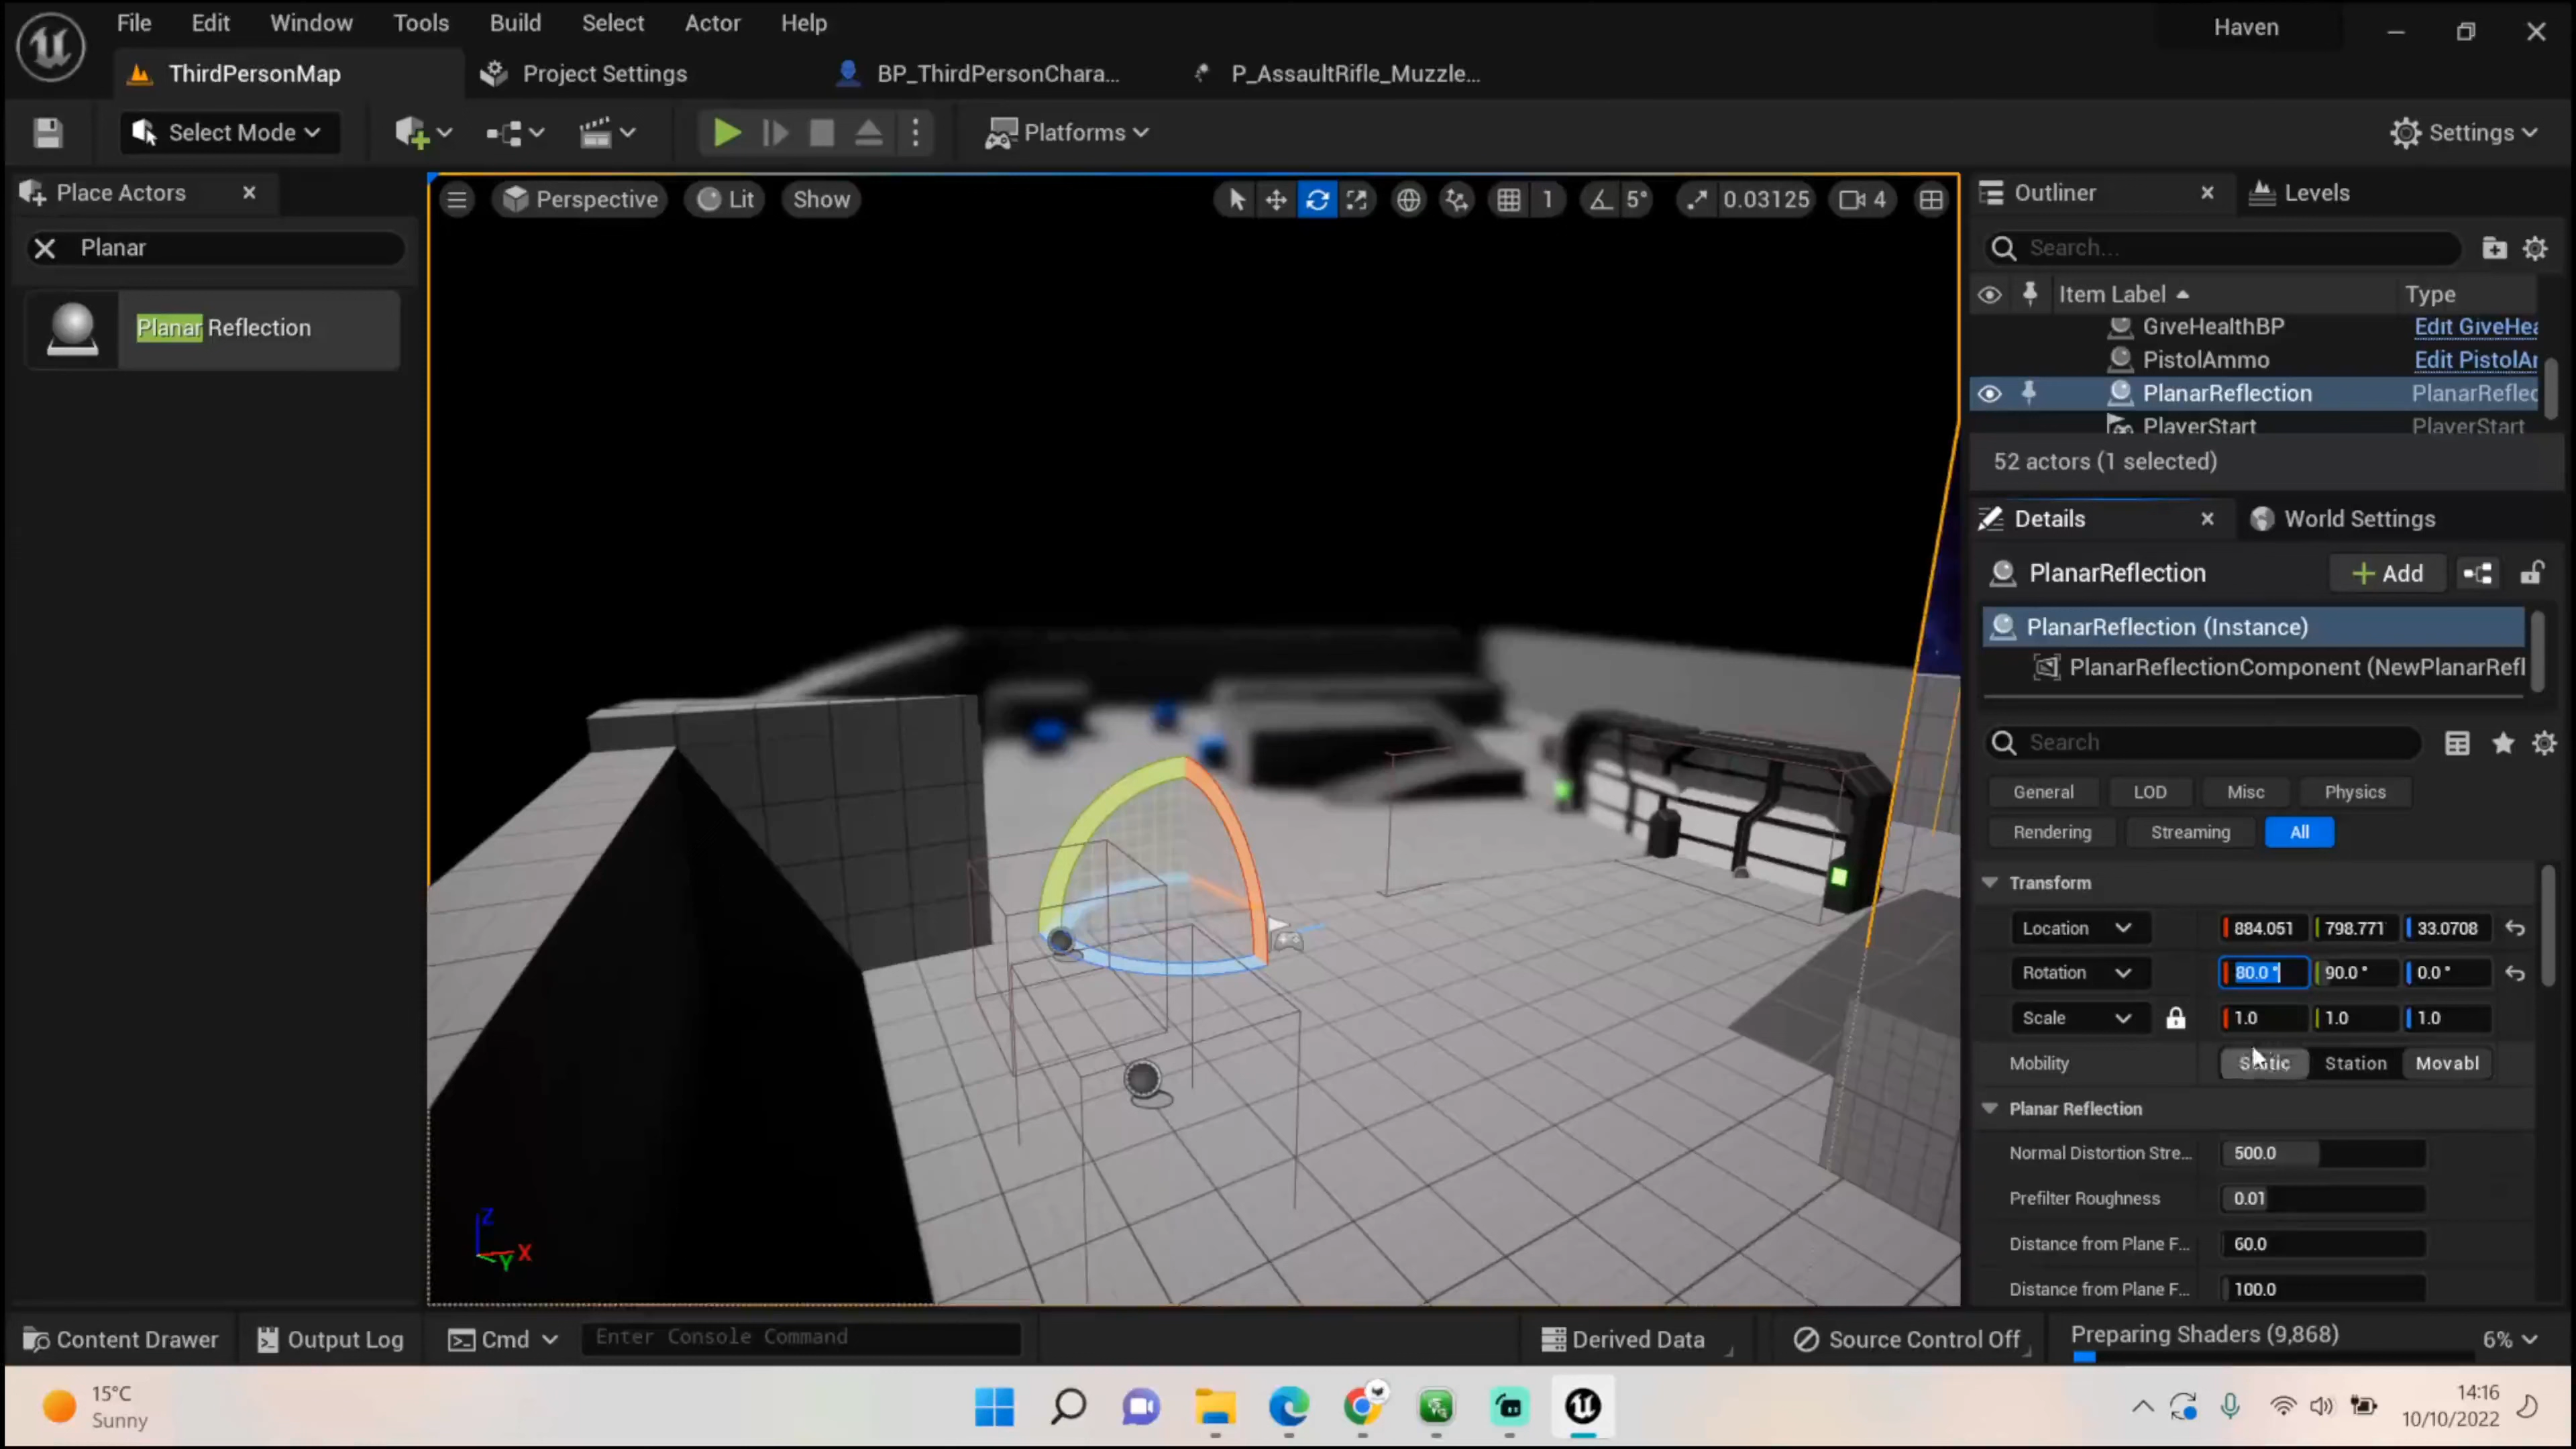 File Edit Window Tools Build Select Actor Help Haven
ThirdPersonMap Project Settings BP_ThirdPersonChara... P_AssaultRifle_Muzzle...
Select Mode Platforms Settings
Place Actors
Planar
Planar Reflection
Perspective Lit Show 1 5° 0.03125 4
Z
X
Y
Outliner Levels
Search...
Item Label Type
GiveHealthBP Edit GiveHea
PistolAmmo Edit PistolAr
PlanarReflection PlanarReflec
PlayerStart PlayerStart
52 actors (1 selected)
Details World Settings
PlanarReflection Add
PlanarReflection (Instance)
PlanarReflectionComponent (NewPlanarRefl
Search
General LOD Misc Physics
Rendering Streaming All
Transform
Location 884.051 798.771 33.0708
Rotation 80.0 ° 90.0 ° 0.0 °
Scale 1.0 1.0 1.0
Mobility Static Station Movabl
Planar Reflection
Normal Distortion Stre... 500.0
Prefilter Roughness 0.01
Distance from Plane F... 60.0
Distance from Plane F... 100.0
Content Drawer Output Log Cmd Enter Console Command Derived Data Source Control Off Preparing Shaders (9,868) 6%
15°C
Sunny
14:16
10/10/2022